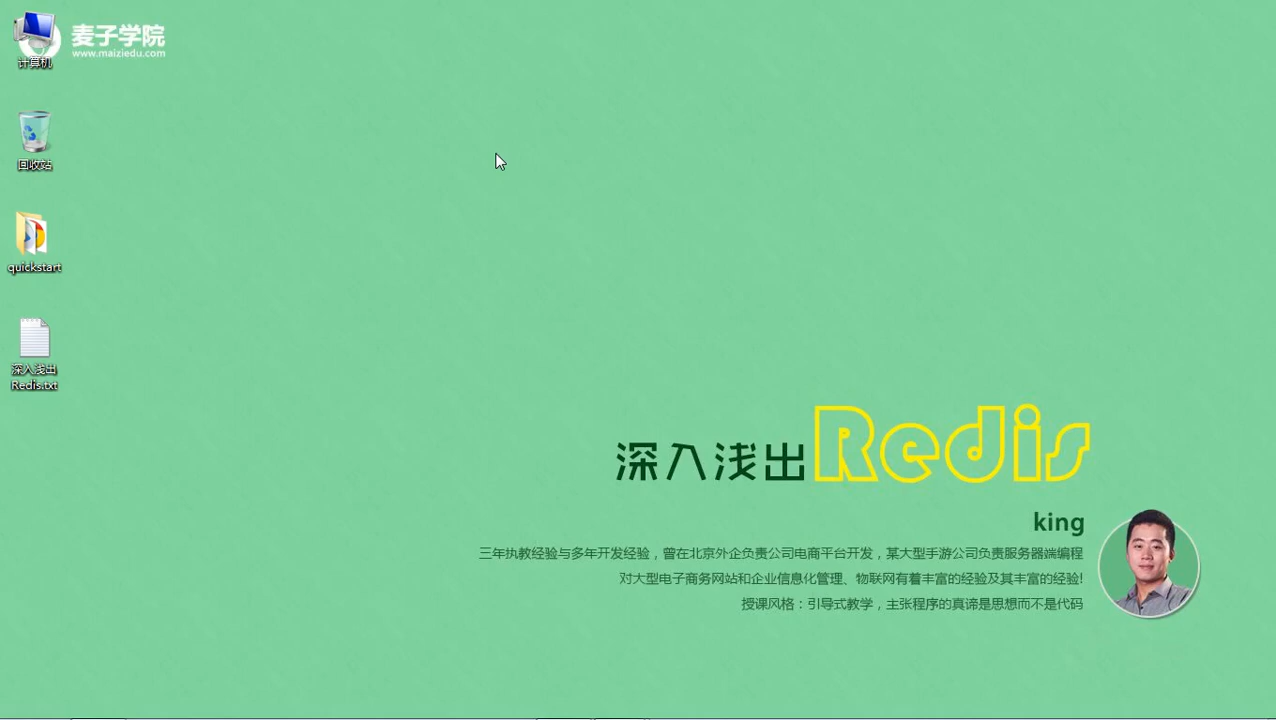 麦子学院
www.maiziedu.com
计算机
回收站
quickstart
深入浅出
Redis.txt
深入浅出Redis
king
三年执教经验与多年开发经验，曾在北京外企负责公司电商平台开发，某大型手游公司负责服务器端编程
对大型电子商务网站和企业信息化管理、物联网有着丰富的经验及其丰富的经验!
授课风格：引导式教学，主张程序的真谛是思想而不是代码